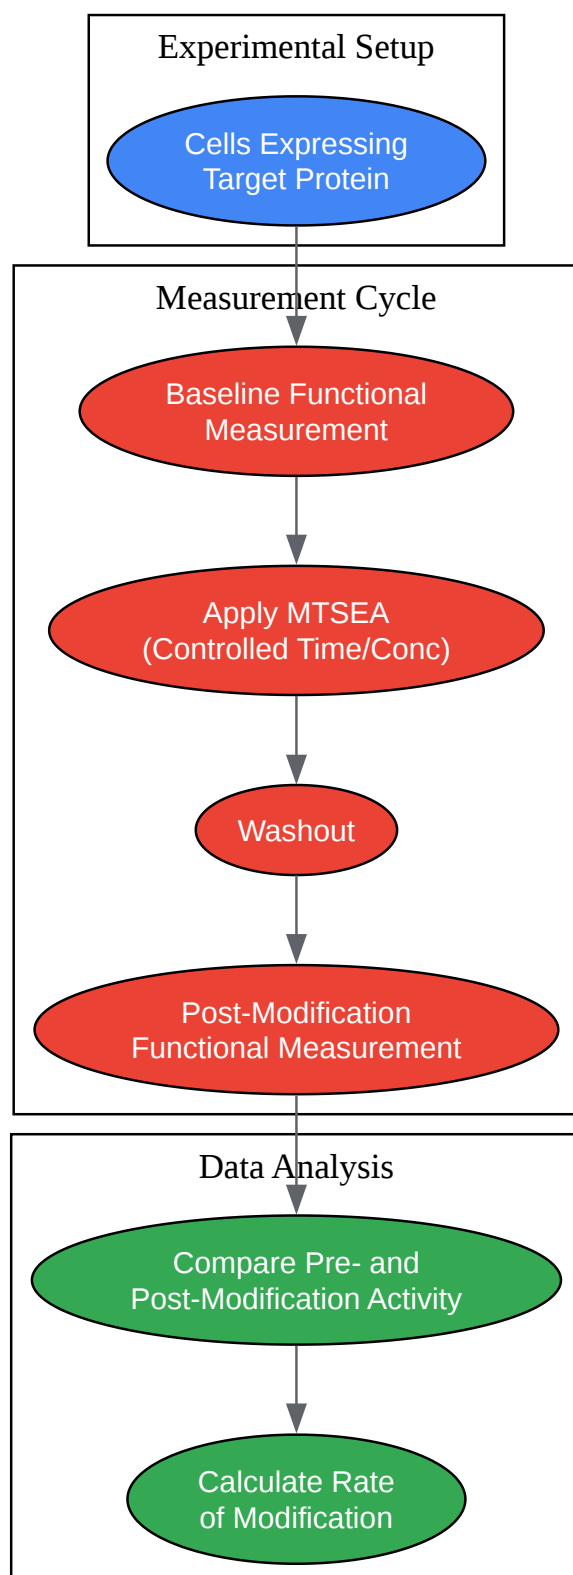 Experimental Setup
Cells Expressing
Target Protein
Measurement Cycle
Baseline Functional
Measurement
Apply MTSEA
(Controlled Time/Conc)
Washout
Post-Modification
Functional Measurement
Data Analysis
Compare Pre- and
Post-Modification Activity
Calculate Rate
of Modification